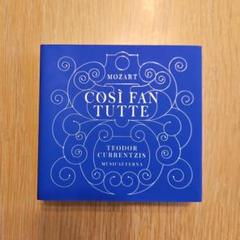 MOZART
COSÌ FAN
TUTTE
TEODOR
CURRENTZIS
MUSICAETERNA